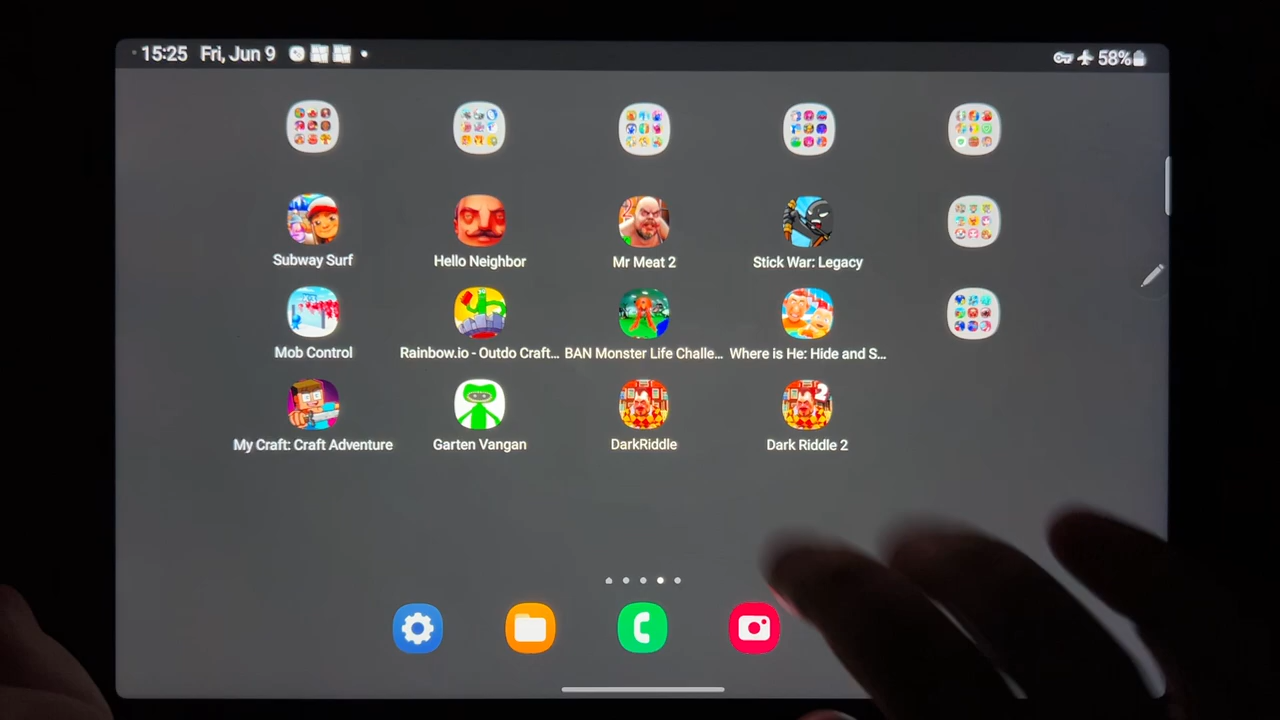 15:25 Fri, Jun 9 58%
Subway Surf Hello Neighbor Mr Meat 2 Stick War: Legacy
Mob Control Rainbow.io - Outdo Craft... BAN Monster Life Challe... Where is He: Hide and S...
2
My Craft: Craft Adventure Garten Vangan DarkRiddle Dark Riddle 2